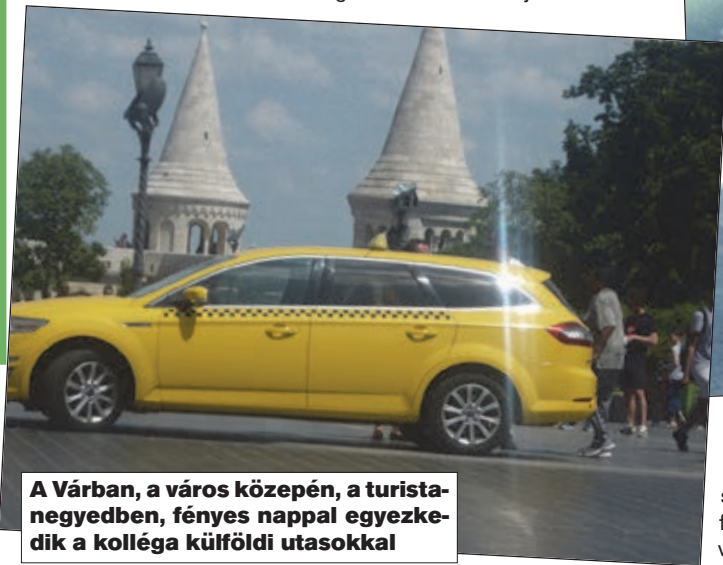 A Várban, a város közepén, a turista-
negyedben, fényes nappal egyezke-
dik a kolléga külföldi utasokkal